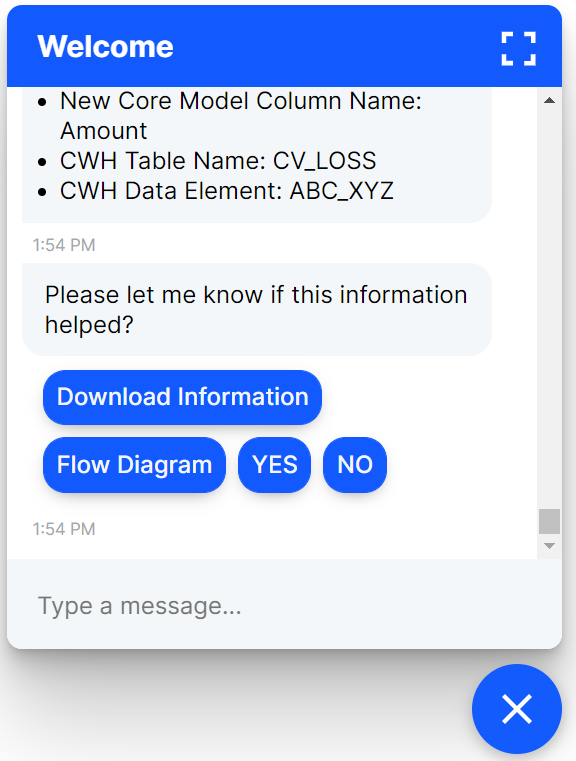 Welcome
• New Core Model Column Name:
Amount
• CWH Table Name: CV_LOSS
• CWH Data Element: ABC_XYZ
1:54 PM
Please let me know if this information
helped?
Download Information
Flow Diagram YES NO
1:54 PM
Type a message...